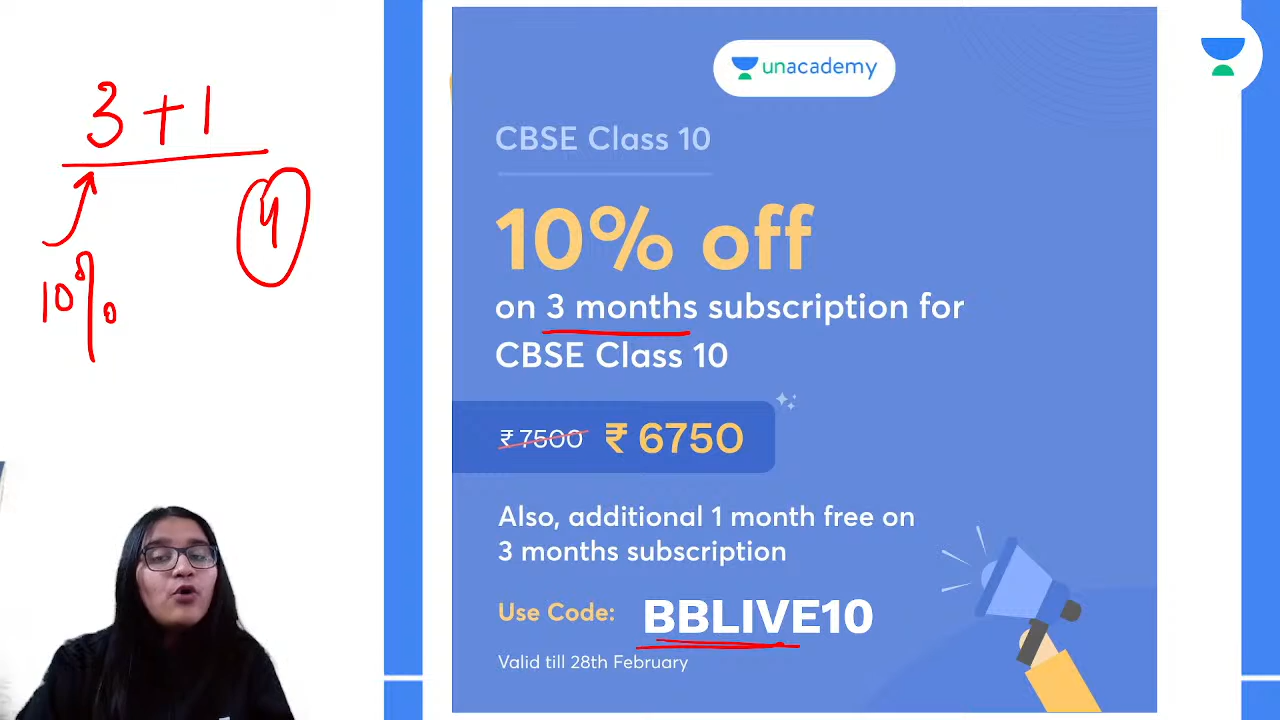 3 + 1
4
10%
unacademy
CBSE Class 10
10% off
on 3 months subscription for
CBSE Class 10
₹ 7500 ₹ 6750
Also, additional 1 month free on
3 months subscription
Use Code: BBLIVE10
Valid till 28th February